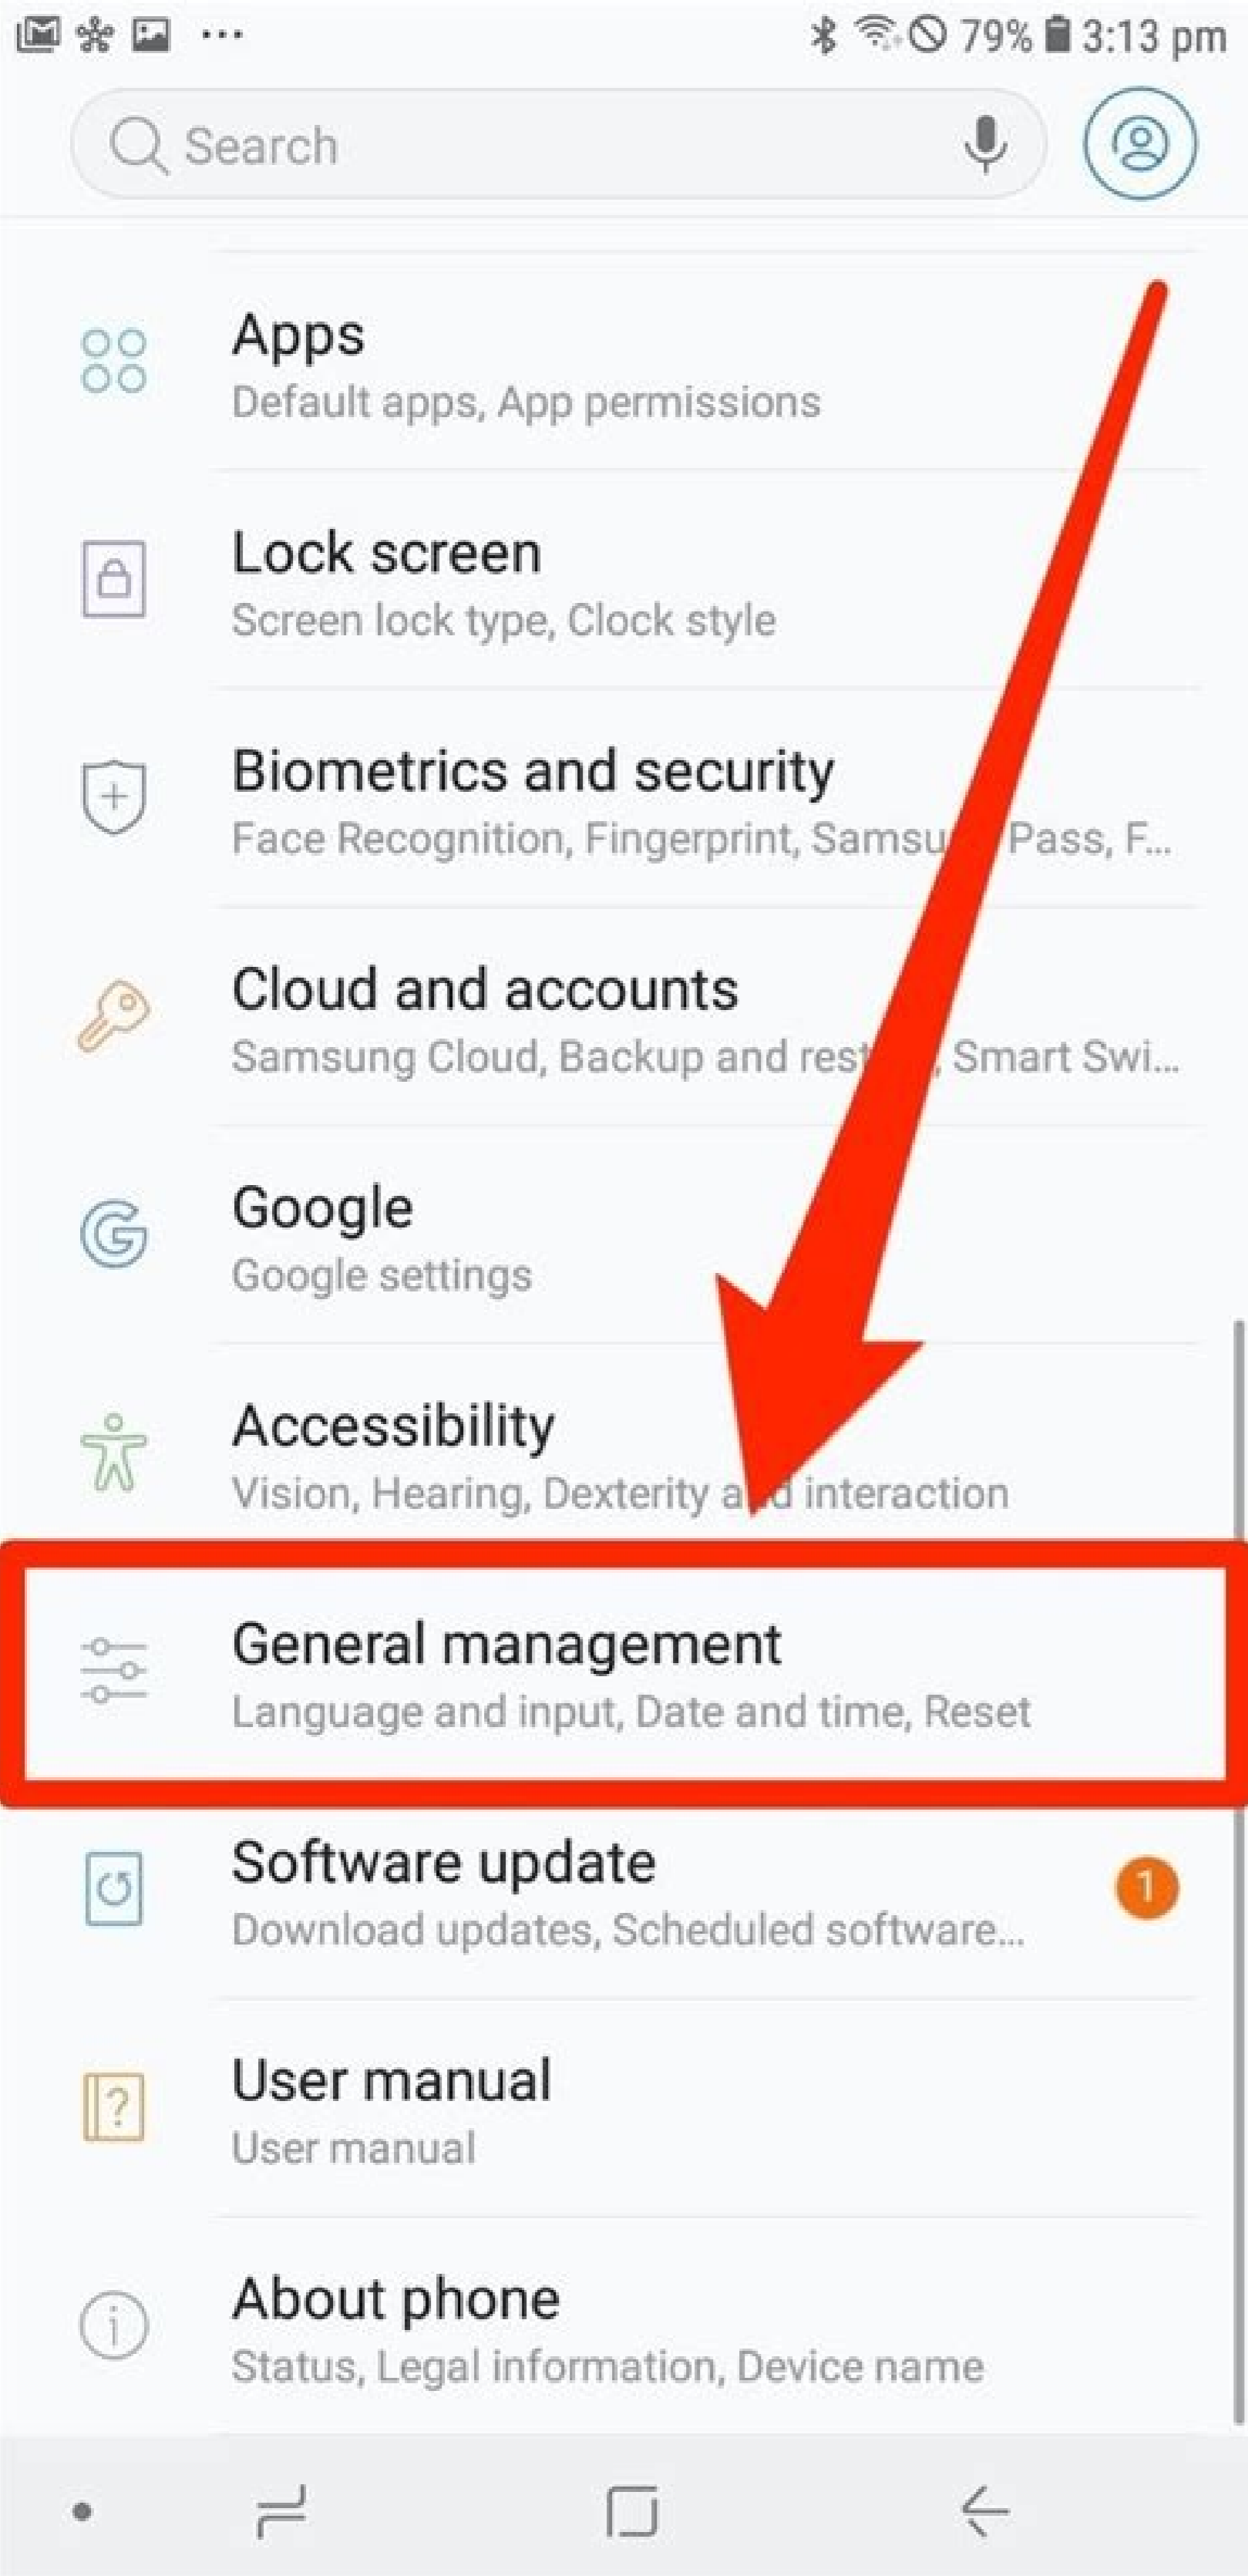 79% 3:13 pm
Search
Apps
Default apps, App permissions
Lock screen
Screen lock type, Clock style
Biometrics and security
Face Recognition, Fingerprint, Pass, F...
Cloud and accounts
Samsung Cloud, Backup and , Smart Swi...
Google
Google settings
Accessibility
Vision, Hearing, Dexterity and interaction
General management
Language and input, Date and time, Reset
Software update
1
Download updates, Scheduled software...
User manual
User manual
About phone
Status, Legal information, Device name